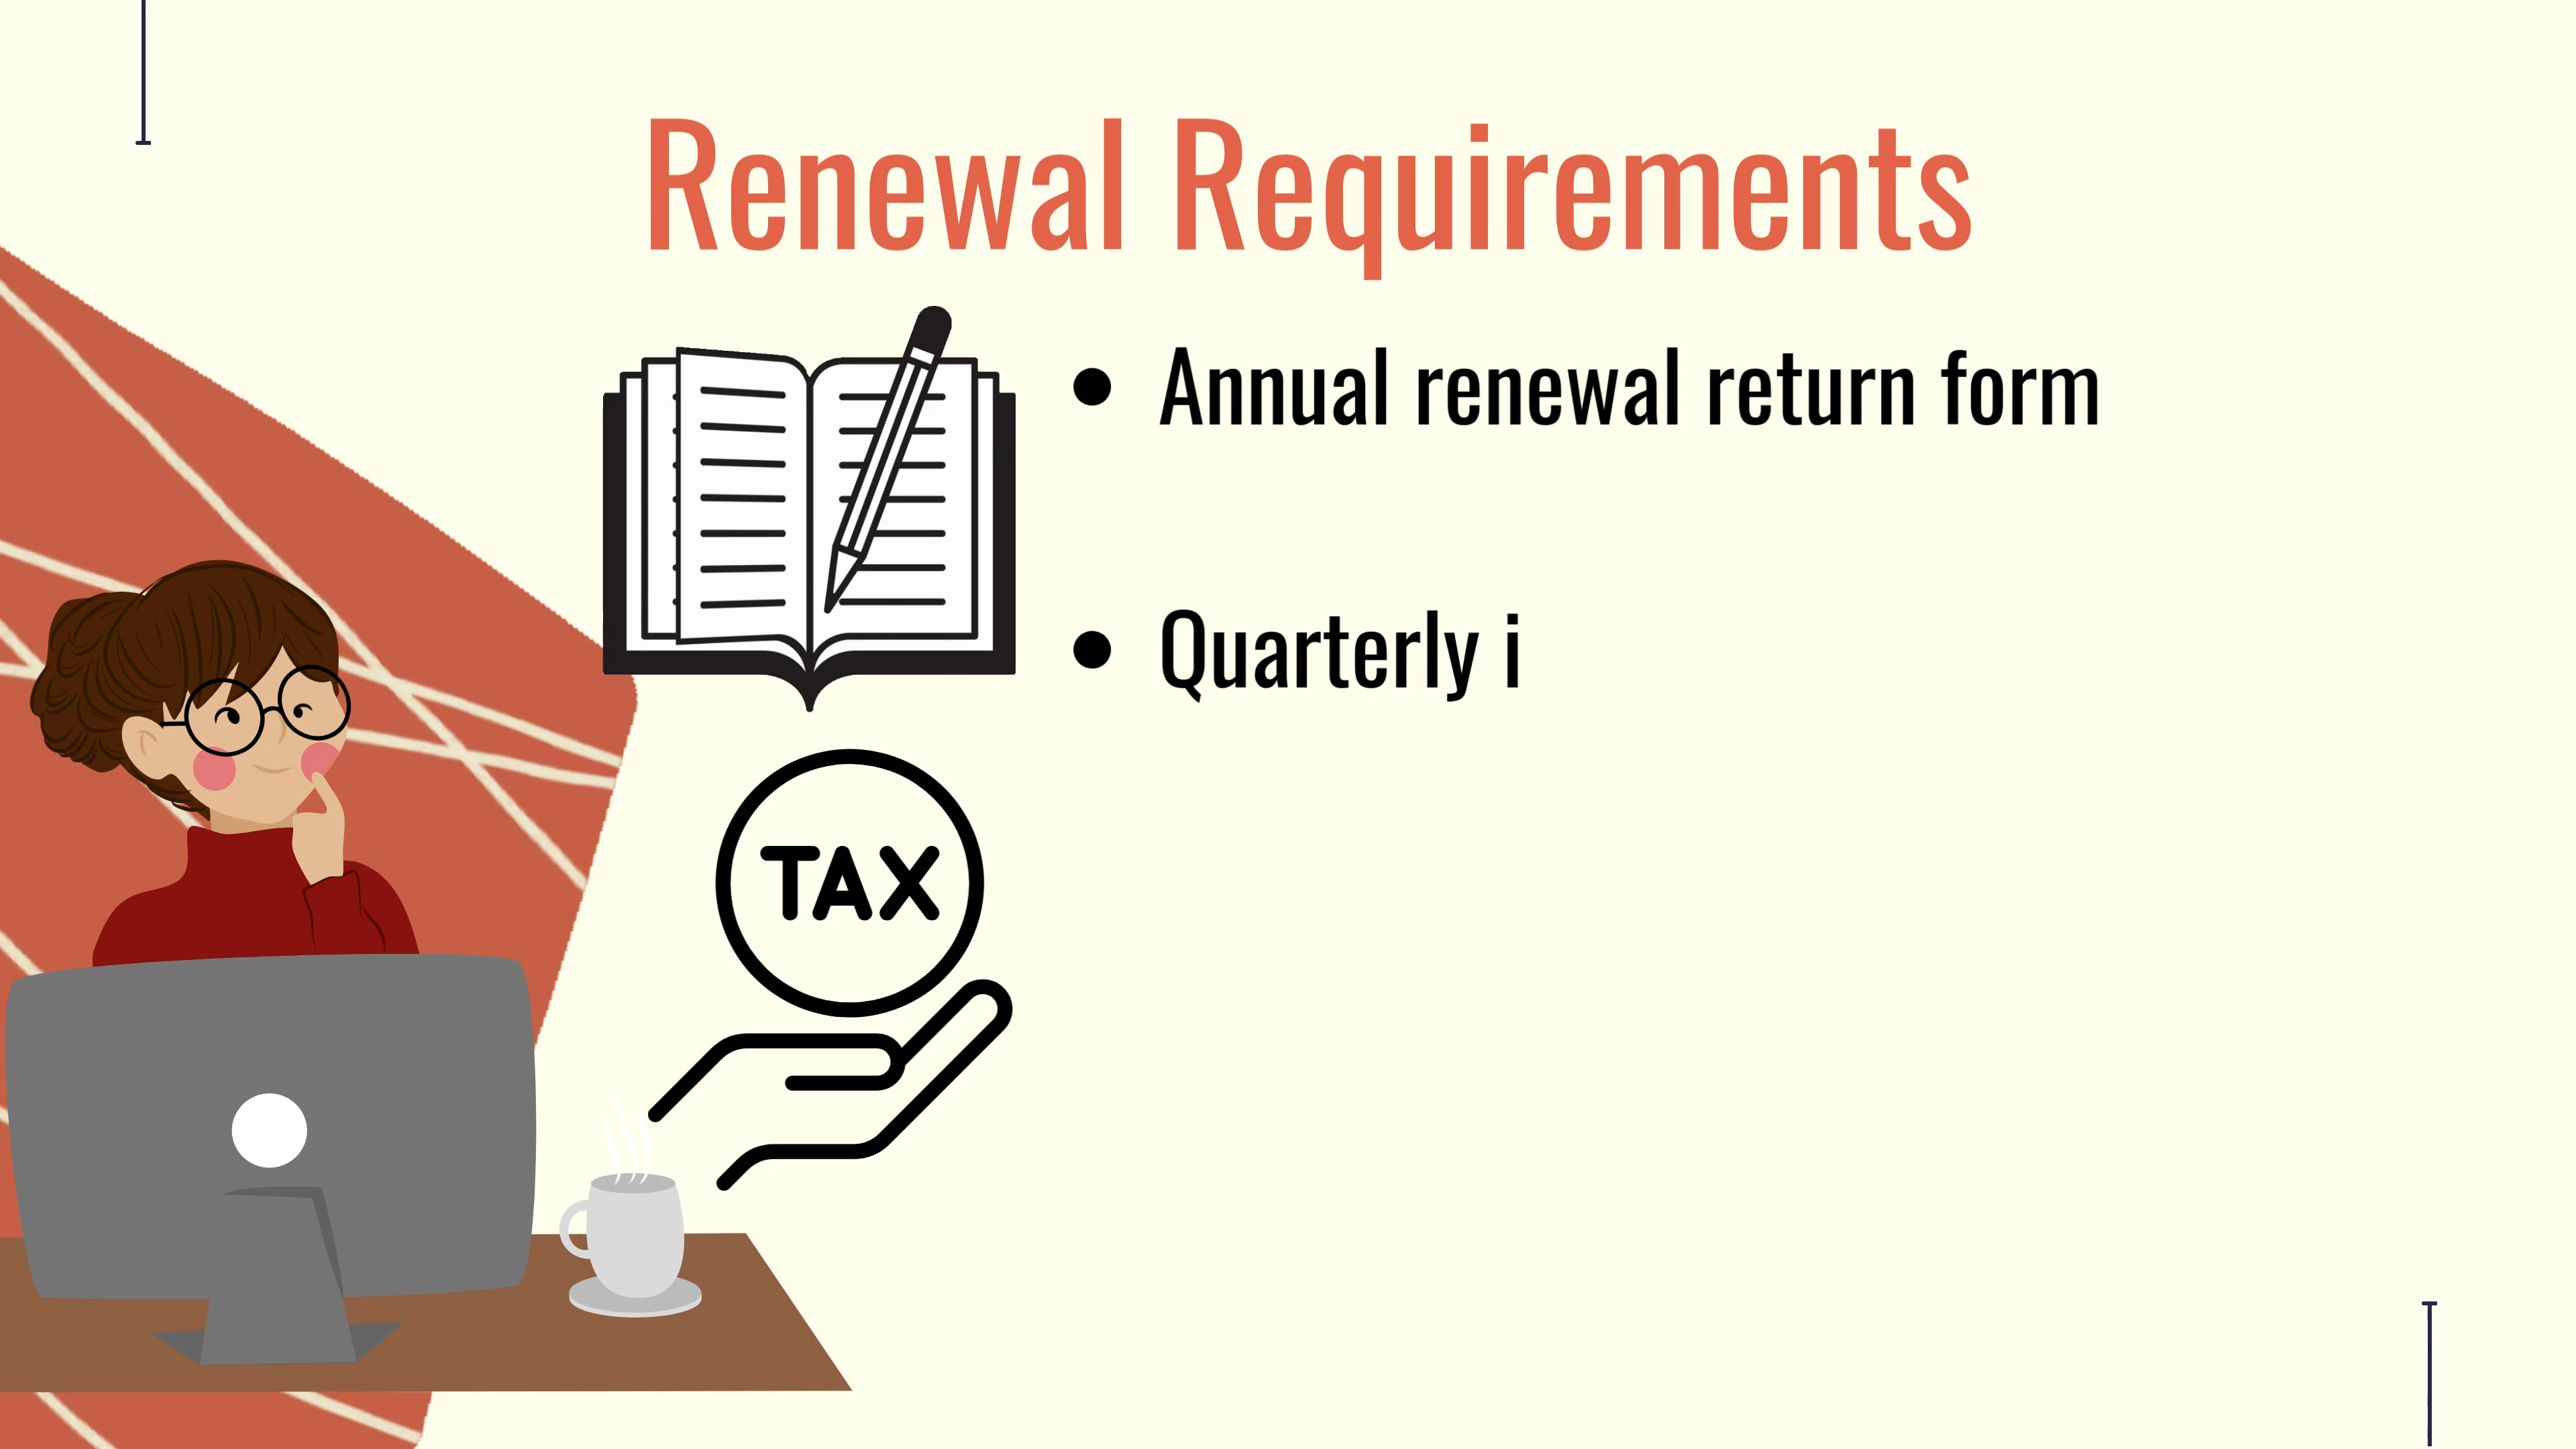 Renewal Requirements
• Annual renewal return form
• Quarterly i
TAX